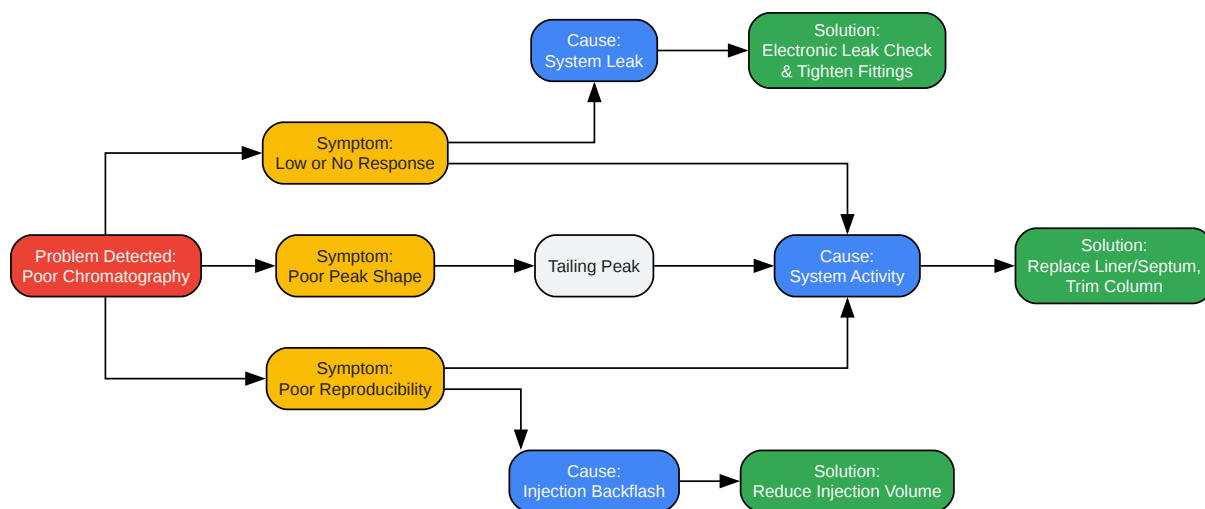 Cause:
System Leak
Solution:
Electronic Leak Check
& Tighten Fittings
Symptom:
Low or No Response
Problem Detected:
Poor Chromatography
Symptom:
Poor Peak Shape
Tailing Peak
Cause:
System Activity
Solution:
Replace Liner/Septum,
Trim Column
Symptom:
Poor Reproducibility
Cause:
Injection Backflash
Solution:
Reduce Injection Volume